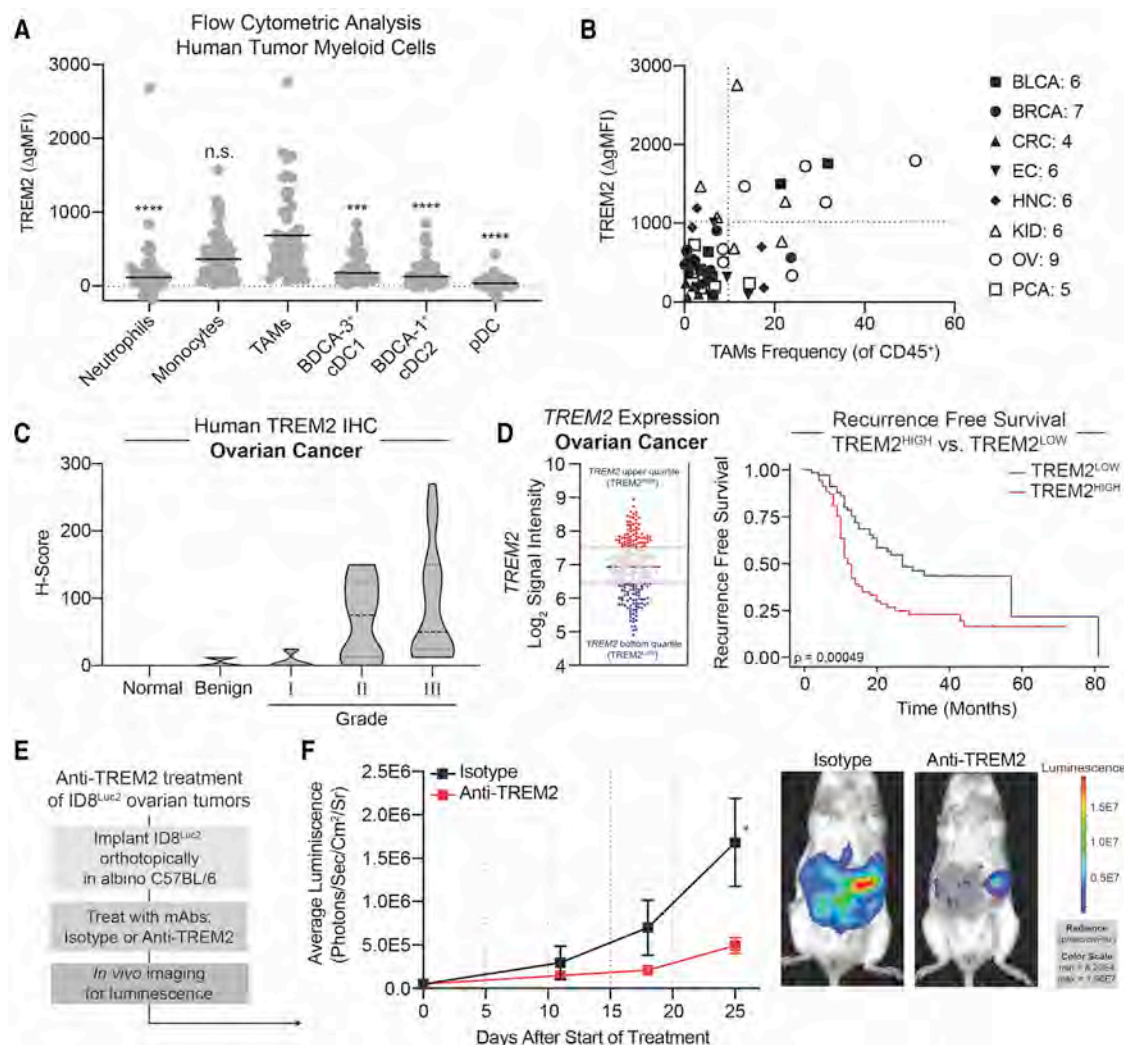 A
Flow Cytometric Analysis
Human Tumor Myeloid Cells
TREM2 (ΔgMFI)
3000
2000
1000
0
****
n.s.
***
****
****
Neutrophils
Monocytes
TAMs
BDCA-3+
cDC1
BDCA-1+
cDC2
pDC
B
TREM2 (ΔgMFI)
3000
2500
2000
1500
1000
500
0
0 20 40 60
TAMs Frequency (of CD45+)
BLCA: 6
BRCA: 7
CRC: 4
EC: 6
HNC: 6
KID: 6
OV: 9
PCA: 5
C
Human TREM2 IHC
Ovarian Cancer
H-Score
300
200
150
100
50
0
Normal Benign I II III
Grade
D
TREM2 Expression
Ovarian Cancer
TREM2
Log2 Signal Intensity
10
9
8
7
6
5
4
TREM2 upper quartile
(TREM2HIGH)
TREM2 bottom quartile
(TREM2LOW)
Recurrence Free Survival
TREM2HIGH vs. TREM2LOW
TREM2LOW
TREM2HIGH
Recurrence Free Survival
1.00
0.75
0.50
0.25
0.00
p = 0.00049
0 20 40 60 80
Time (Months)
E
Anti-TREM2 treatment
of ID8Luc2 ovarian tumors
Implant ID8Luc2
orthotopically
in albino C57BL/6
Treat with mAbs:
Isotype or Anti-TREM2
In vivo imaging
for luminescence
F
Average Luminiscence
(Photons/Sec/Cm2/Sr)
2.5E6
2.0E6
1.5E6
1.0E6
5.0E5
0.0
Isotype
Anti-TREM2
*
0 5 10 15 20 25
Days After Start of Treatment
Isotype
Anti-TREM2
Luminescence
1.5E7
1.0E7
0.5E7
Radiance
Color Scale